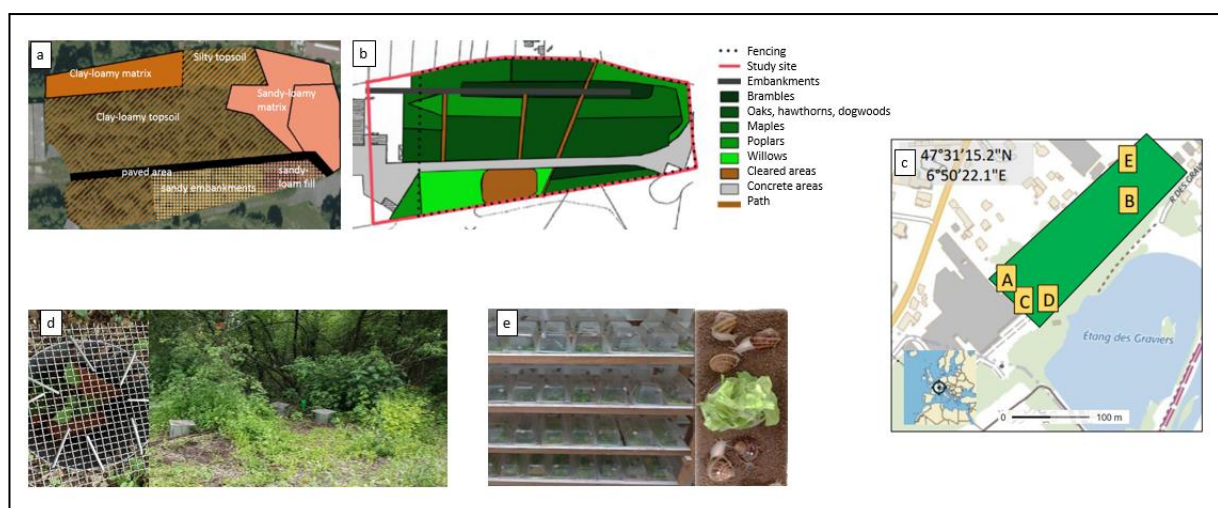 a
Silty topsoil
Clay-loamy matrix
Sandy-loamy
matrix
Clay-loamy topsoil
paved area
sandy embankments
sandy-
loam fill
b
Fencing
Study site
Embankments
Brambles
Oaks, hawthorns, dogwoods
Maples
Poplars
Willows
Cleared areas
Concrete areas
Path
c
47°31’15.2"N
6°50’22.1"E
E
B
A
C
D
R DES GRAV
Étang des Graviers
0
100 m
d
e